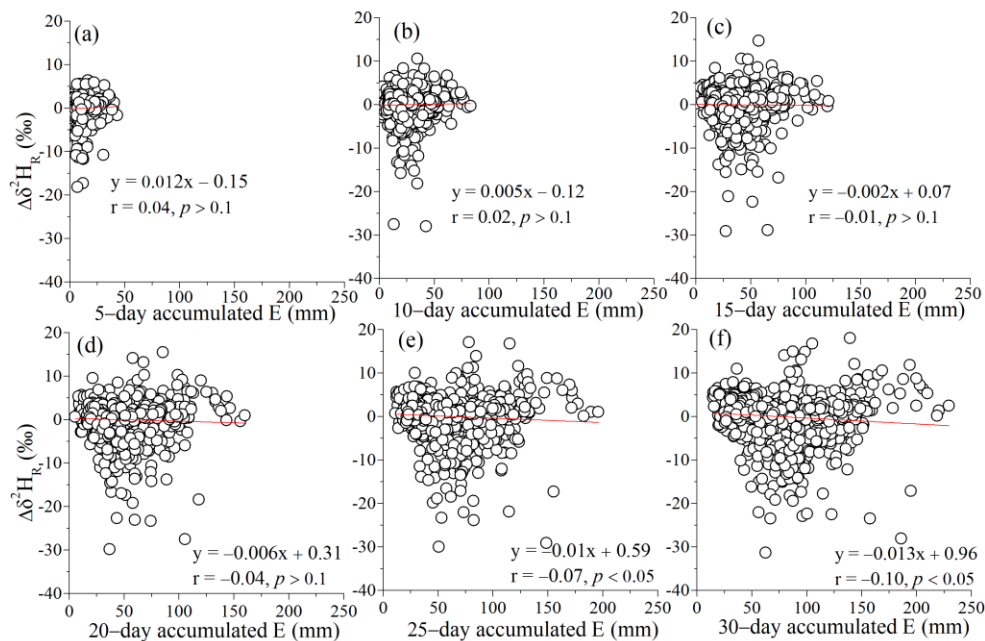 (a)
(b)
(c)
20
10
0
-10
-20
-30
-40
Δδ²H_R, (‰)
y = 0.012x – 0.15
r = 0.04, p > 0.1
0 50 100 150 200 250
5–day accumulated E (mm)
20
10
0
-10
-20
-30
-40
y = 0.005x – 0.12
r = 0.02, p > 0.1
0 50 100 150 200 250
10–day accumulated E (mm)
20
10
0
-10
-20
-30
-40
y = –0.002x + 0.07
r = –0.01, p > 0.1
0 50 100 150 200 250
15–day accumulated E (mm)
(d)
(e)
(f)
20
10
0
-10
-20
-30
-40
Δδ²H_R, (‰)
y = –0.006x + 0.31
r = –0.04, p > 0.1
0 50 100 150 200 250
20–day accumulated E (mm)
20
10
0
-10
-20
-30
-40
y = –0.01x + 0.59
r = –0.07, p < 0.05
0 50 100 150 200 250
25–day accumulated E (mm)
20
10
0
-10
-20
-30
-40
y = –0.013x + 0.96
r = –0.10, p < 0.05
0 50 100 150 200 250
30–day accumulated E (mm)